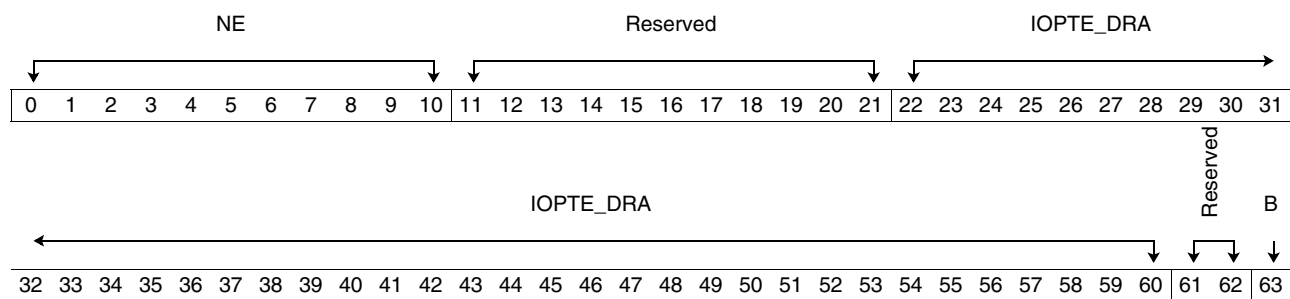 NE Reserved IOPTE_DRA
0 1 2 3 4 5 6 7 8 9 10 11 12 13 14 15 16 17 18 19 20 21 22 23 24 25 26 27 28 29 30 31
Reserved
IOPTE_DRA B
32 33 34 35 36 37 38 39 40 41 42 43 44 45 46 47 48 49 50 51 52 53 54 55 56 57 58 59 60 61 62 63